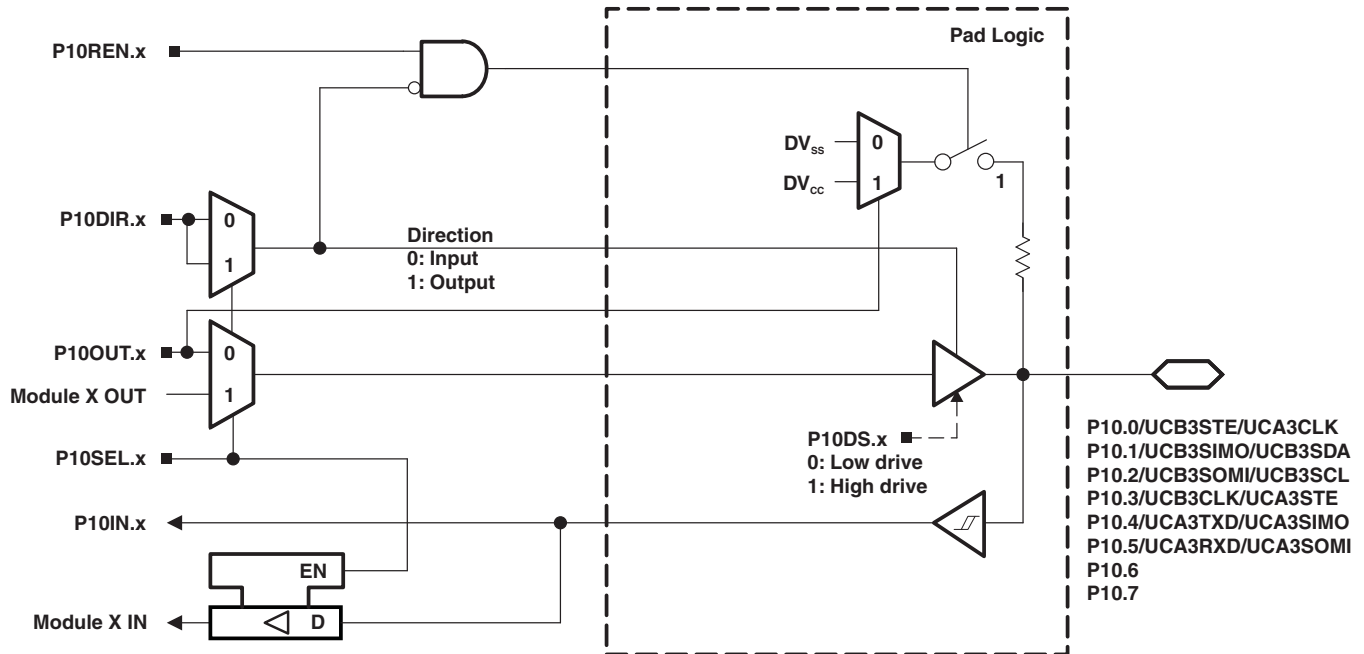 Pad Logic
P10REN.x
DVss
0
DVcc
1
1
P10DIR.x
0
1
Direction
0: Input
1: Output
P10OUT.x
0
Module X OUT
1
P10DS.x
0: Low drive
1: High drive
P10SEL.x
P10IN.x
EN
Module X IN
D
P10.0/UCB3STE/UCA3CLK
P10.1/UCB3SIMO/UCB3SDA
P10.2/UCB3SOMI/UCB3SCL
P10.3/UCB3CLK/UCA3STE
P10.4/UCA3TXD/UCA3SIMO
P10.5/UCA3RXD/UCA3SOMI
P10.6
P10.7